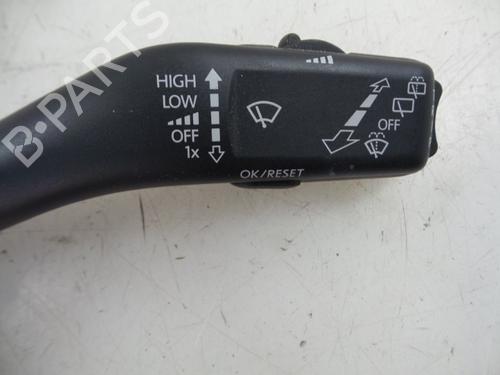 HIGH
LOW
OFF
1x
OFF
OK/RESET
B-PARTS